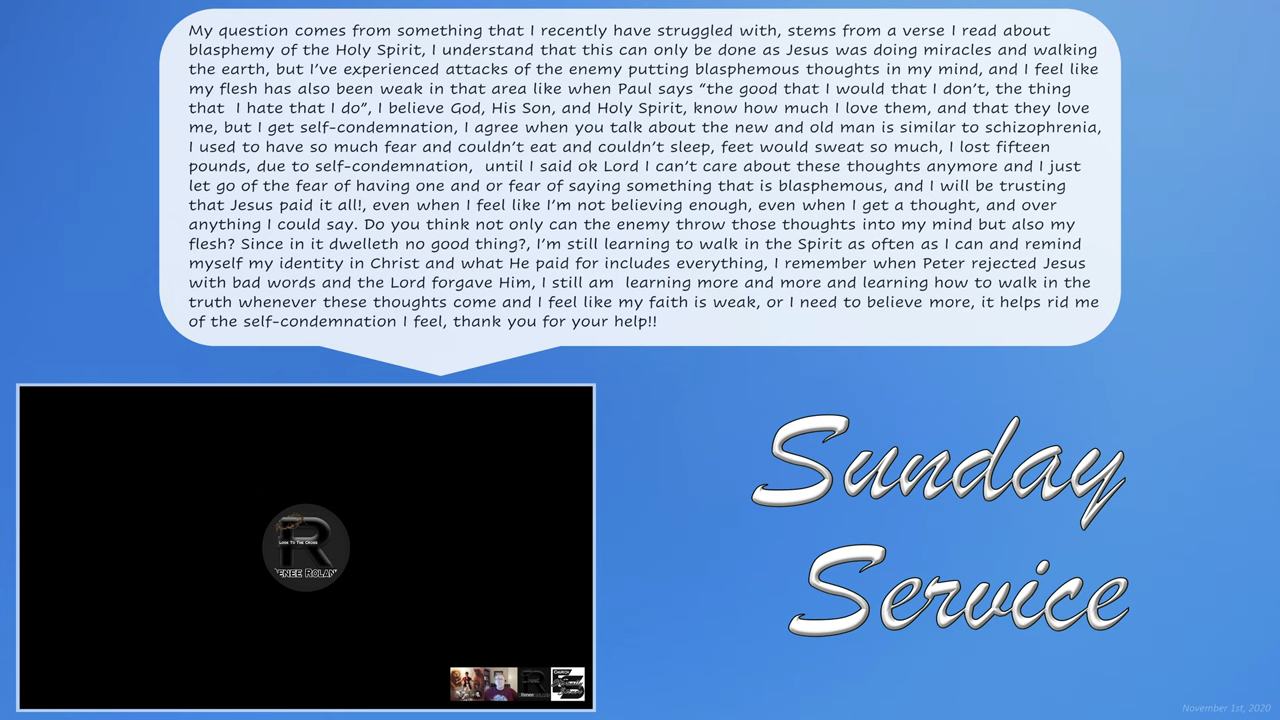 My question comes from something that I recently have struggled with, stems from a verse I read about
blasphemy of the Holy Spirit, I understand that this can only be done as Jesus was doing miracles and walking
the earth, but I've experienced attacks of the enemy putting blasphemous thoughts in my mind, and I feel like
my flesh has also been weak in that area like when Paul says “the good that I would that I don't, the thing
that I hate that I do”, I believe God, His Son, and Holy Spirit, know how much I love them, and that they love
me, but I get self-condemnation, I agree when you talk about the new and old man is similar to schizophrenia,
I used to have so much fear and couldn't eat and couldn't sleep, feet would sweat so much, I lost fifteen
pounds, due to self-condemnation, until I said ok Lord I can't care about these thoughts anymore and I just
let go of the fear of having one and or fear of saying something that is blasphemous, and I will be trusting
that Jesus paid it all!, even when I feel like I'm not believing enough, even when I get a thought, and over
anything I could say. Do you think not only can the enemy throw those thoughts into my mind but also my
flesh? Since in it dwelleth no good thing?, I'm still learning to walk in the Spirit as often as I can and remind
myself my identity in Christ and what He paid for includes everything, I remember when Peter rejected Jesus
with bad words and the Lord forgave Him, I still am learning more and more and learning how to walk in the
truth whenever these thoughts come and I feel like my faith is weak, or I need to believe more, it helps rid me
of the self-condemnation I feel, thank you for your help!!
Sunday
Service
LOOK TO THE CROSS
R
ENEE ROLAN
November 1st, 2020